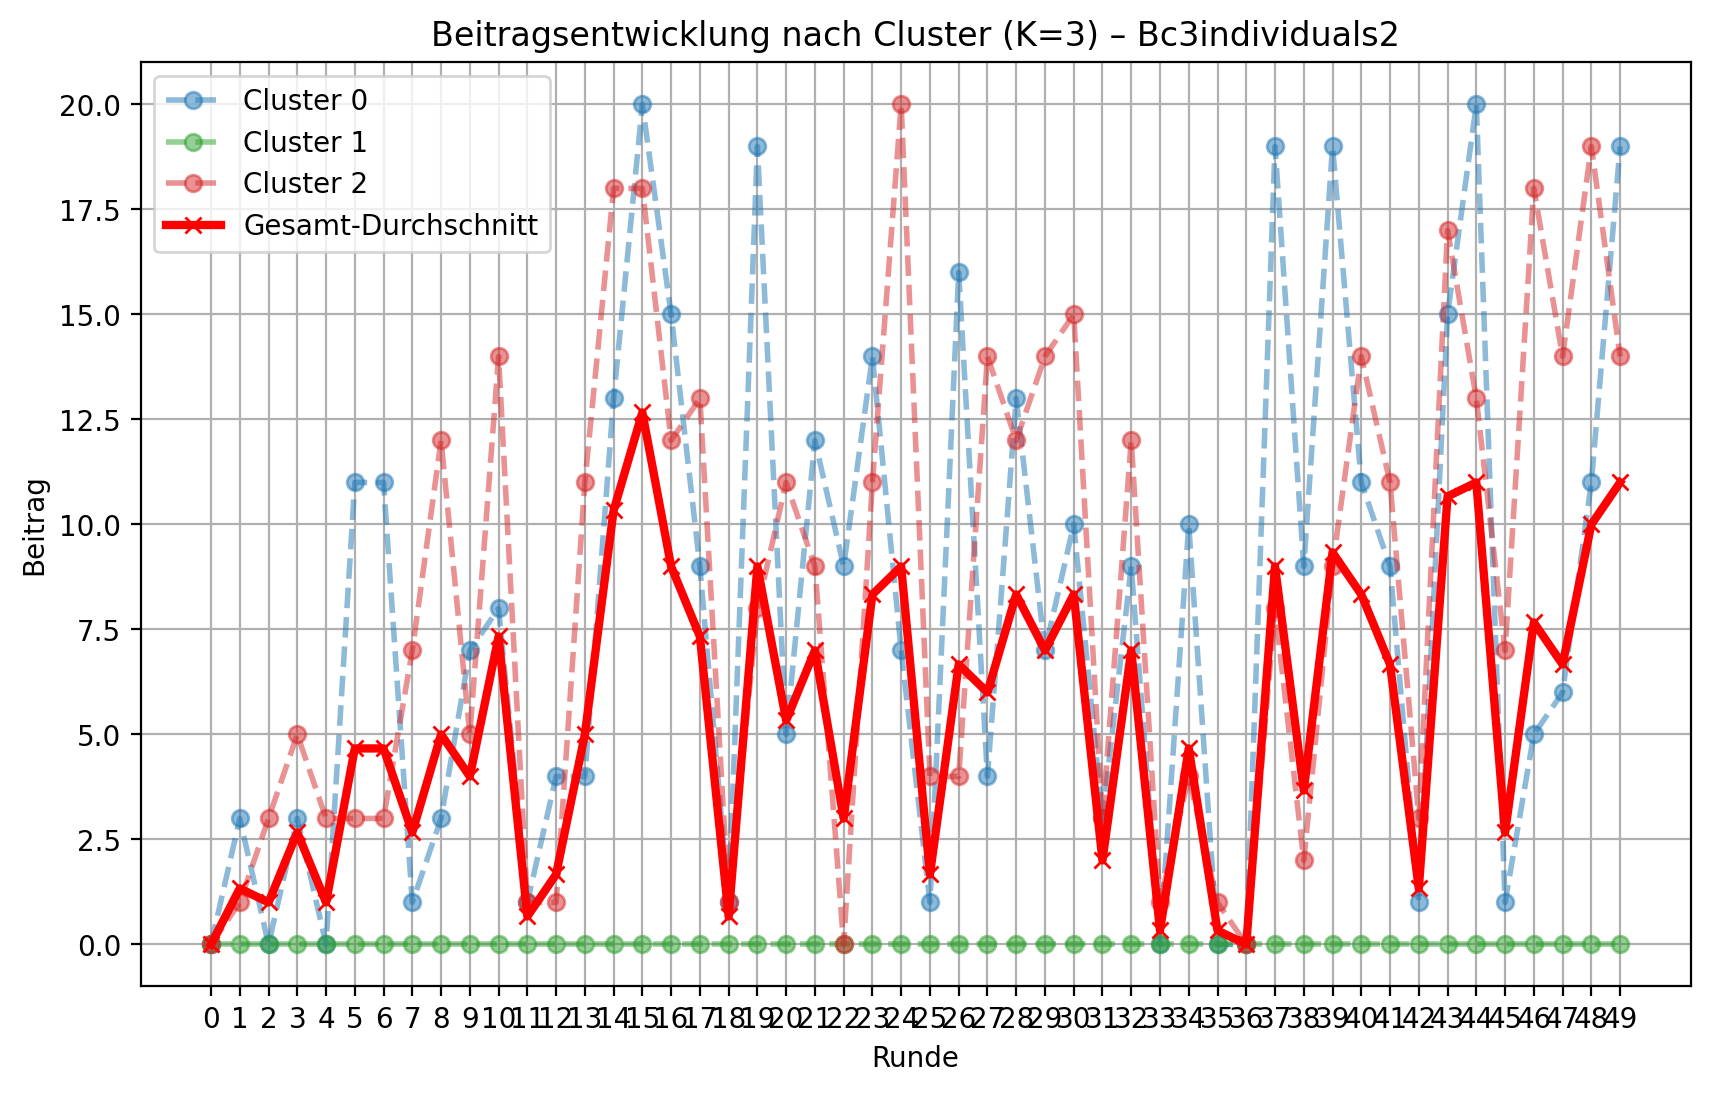 Beitragsentwicklung nach Cluster (K=3) – Bc3individuals2
Cluster 0
Cluster 1
Cluster 2
Gesamt-Durchschnitt
20.0
17.5
15.0
12.5
10.0
7.5
5.0
2.5
0.0
Beitrag
0 1 2 3 4 5 6 7 8 9 10 11 12 13 14 15 16 17 18 19 20 21 22 23 24 25 26 27 28 29 30 31 32 33 34 35 36 37 38 39 40 41 42 43 44 45 46 47 48 49
Runde